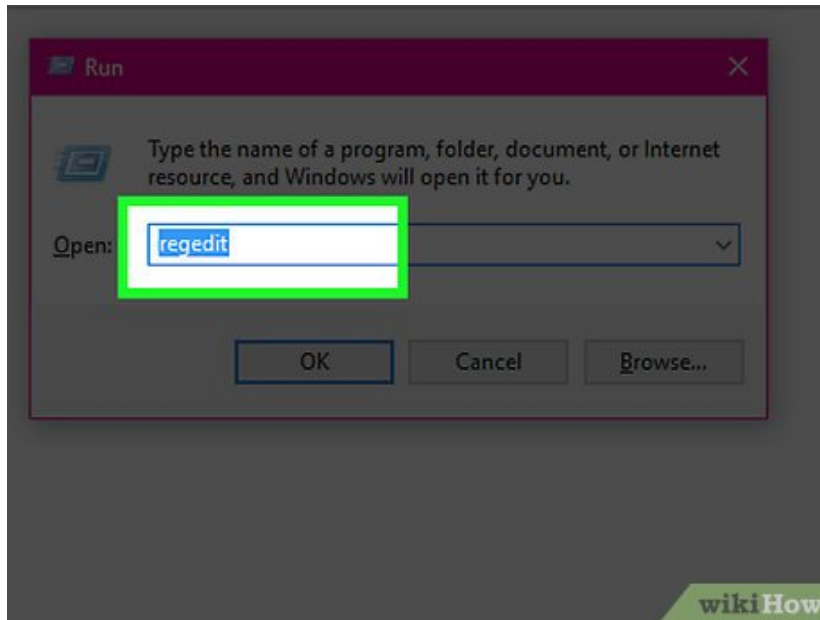 Run
Type the name of a program, folder, document, or Internet
resource, and Windows will open it for you.
Open: regedit
OK Cancel Browse...
wikiHow